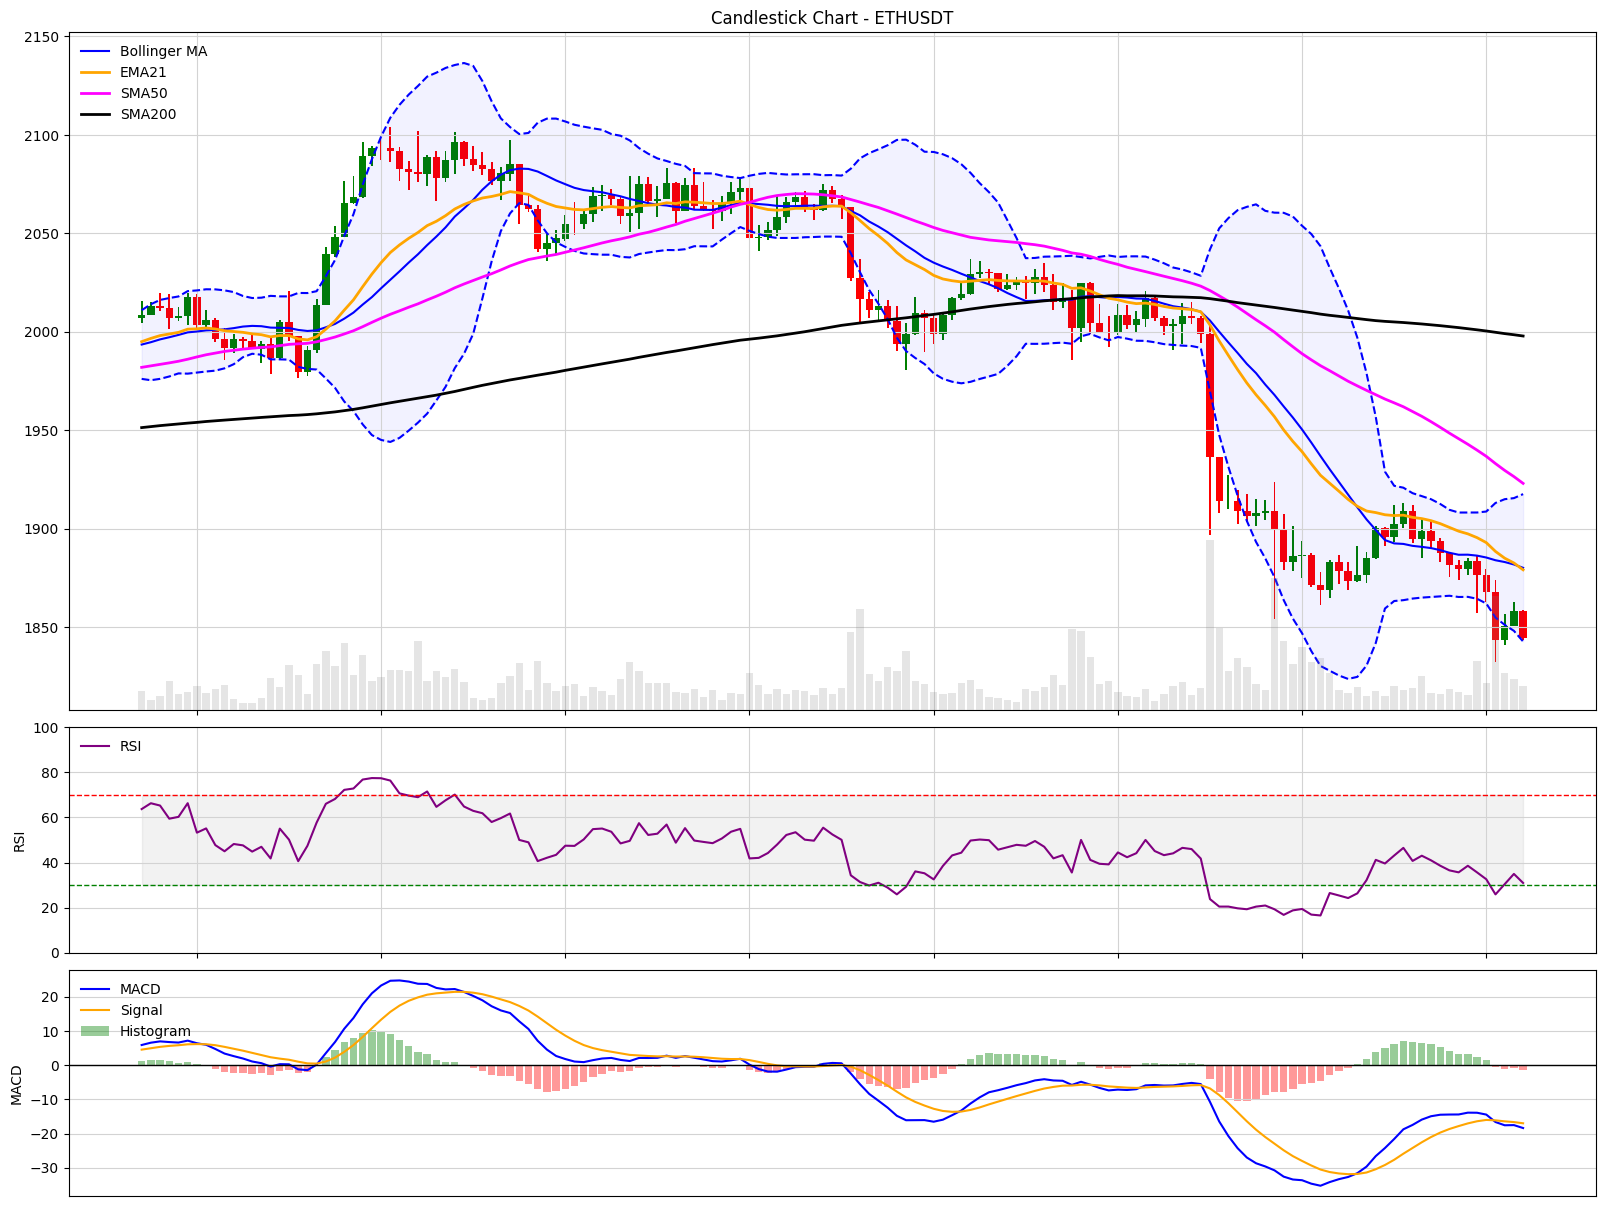 Candlestick Chart - ETHUSDT
2150
2100
2050
2000
1950
1900
1850
Bollinger MA
EMA21
SMA50
SMA200
100
80
60
40
20
0
RSI
RSI
20
10
0
−10
−20
−30
MACD
MACD
Signal
Histogram